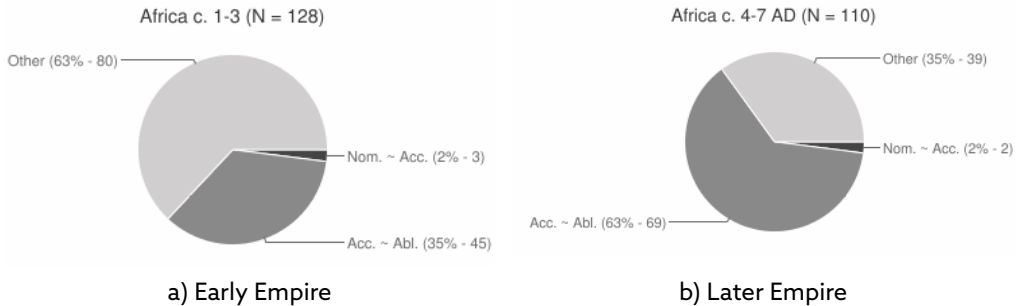 Africa c. 1-3 (N = 128)
Other (63% - 80)
Nom. ~ Acc. (2% - 3)
Acc. ~ Abl. (35% - 45)
a) Early Empire
Africa c. 4-7 AD (N = 110)
Other (35% - 39)
Nom. ~ Acc. (2% - 2)
Acc. ~ Abl. (63% - 69)
b) Later Empire